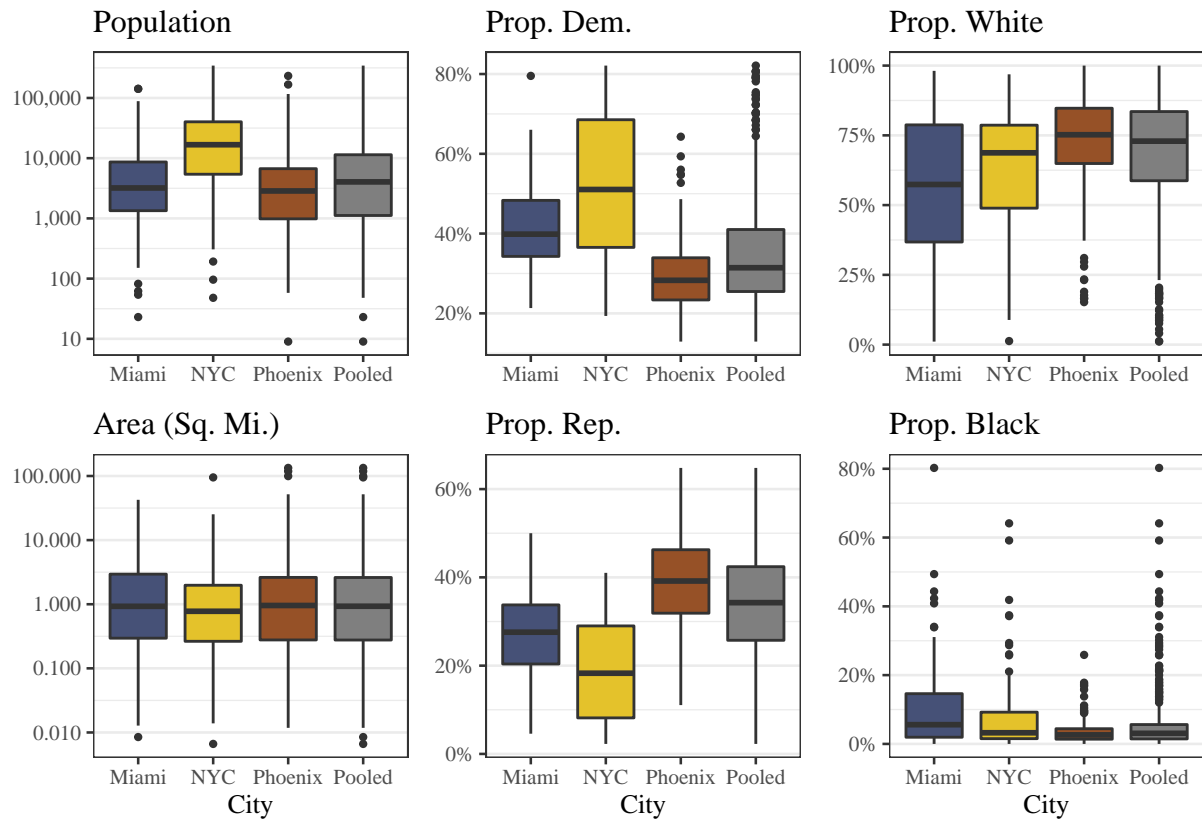 Population
100,000
10,000
1,000
100
10
Miami NYC Phoenix Pooled
Prop. Dem.
80%
60%
40%
20%
Miami NYC Phoenix Pooled
Prop. White
100%
75%
50%
25%
0%
Miami NYC Phoenix Pooled
Area (Sq. Mi.)
100.000
10.000
1.000
0.100
0.010
Miami NYC Phoenix Pooled
City
Prop. Rep.
60%
40%
20%
0%
Miami NYC Phoenix Pooled
City
Prop. Black
80%
60%
40%
20%
0%
Miami NYC Phoenix Pooled
City